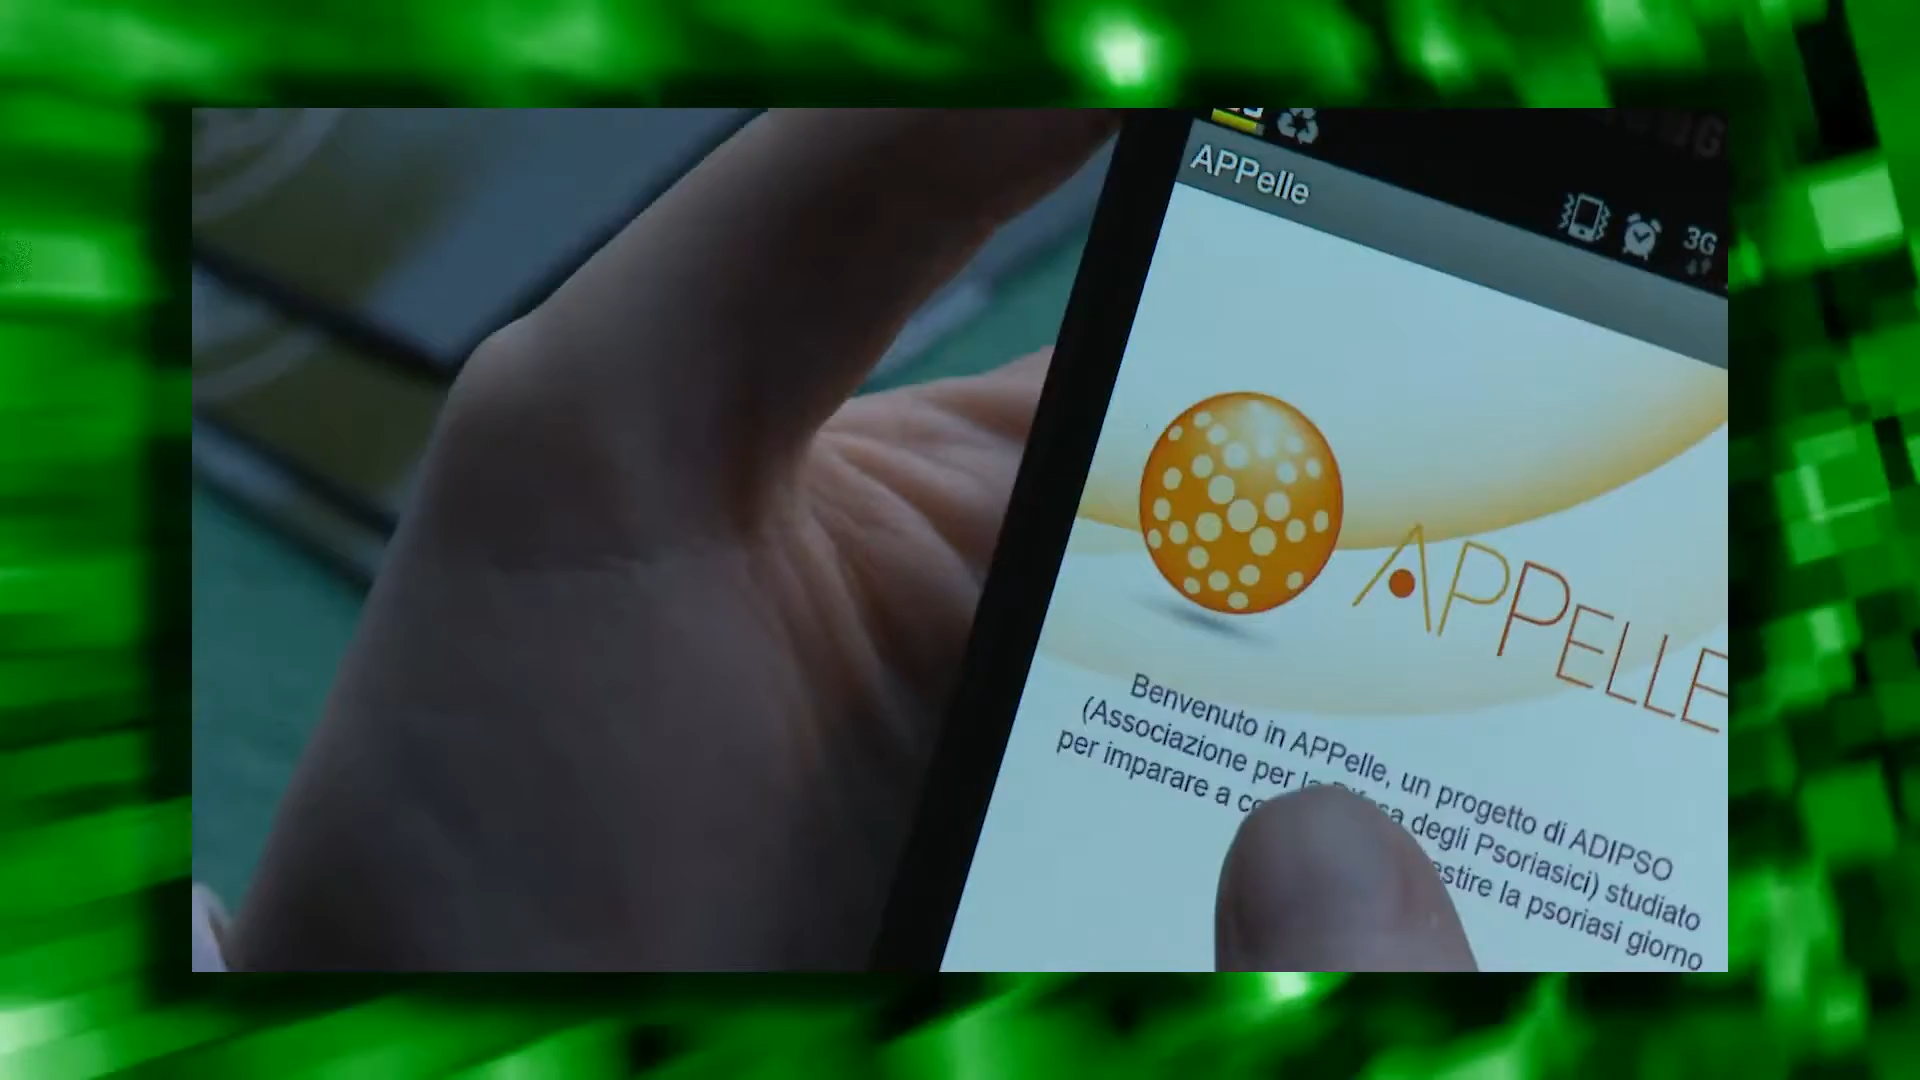 APPelle
3G
APPELLE
Benvenuto in APPelle, un progetto di ADIPSO
(Associazione per la degli Psoriasici) studiato
per imparare a la psoriasi giorno